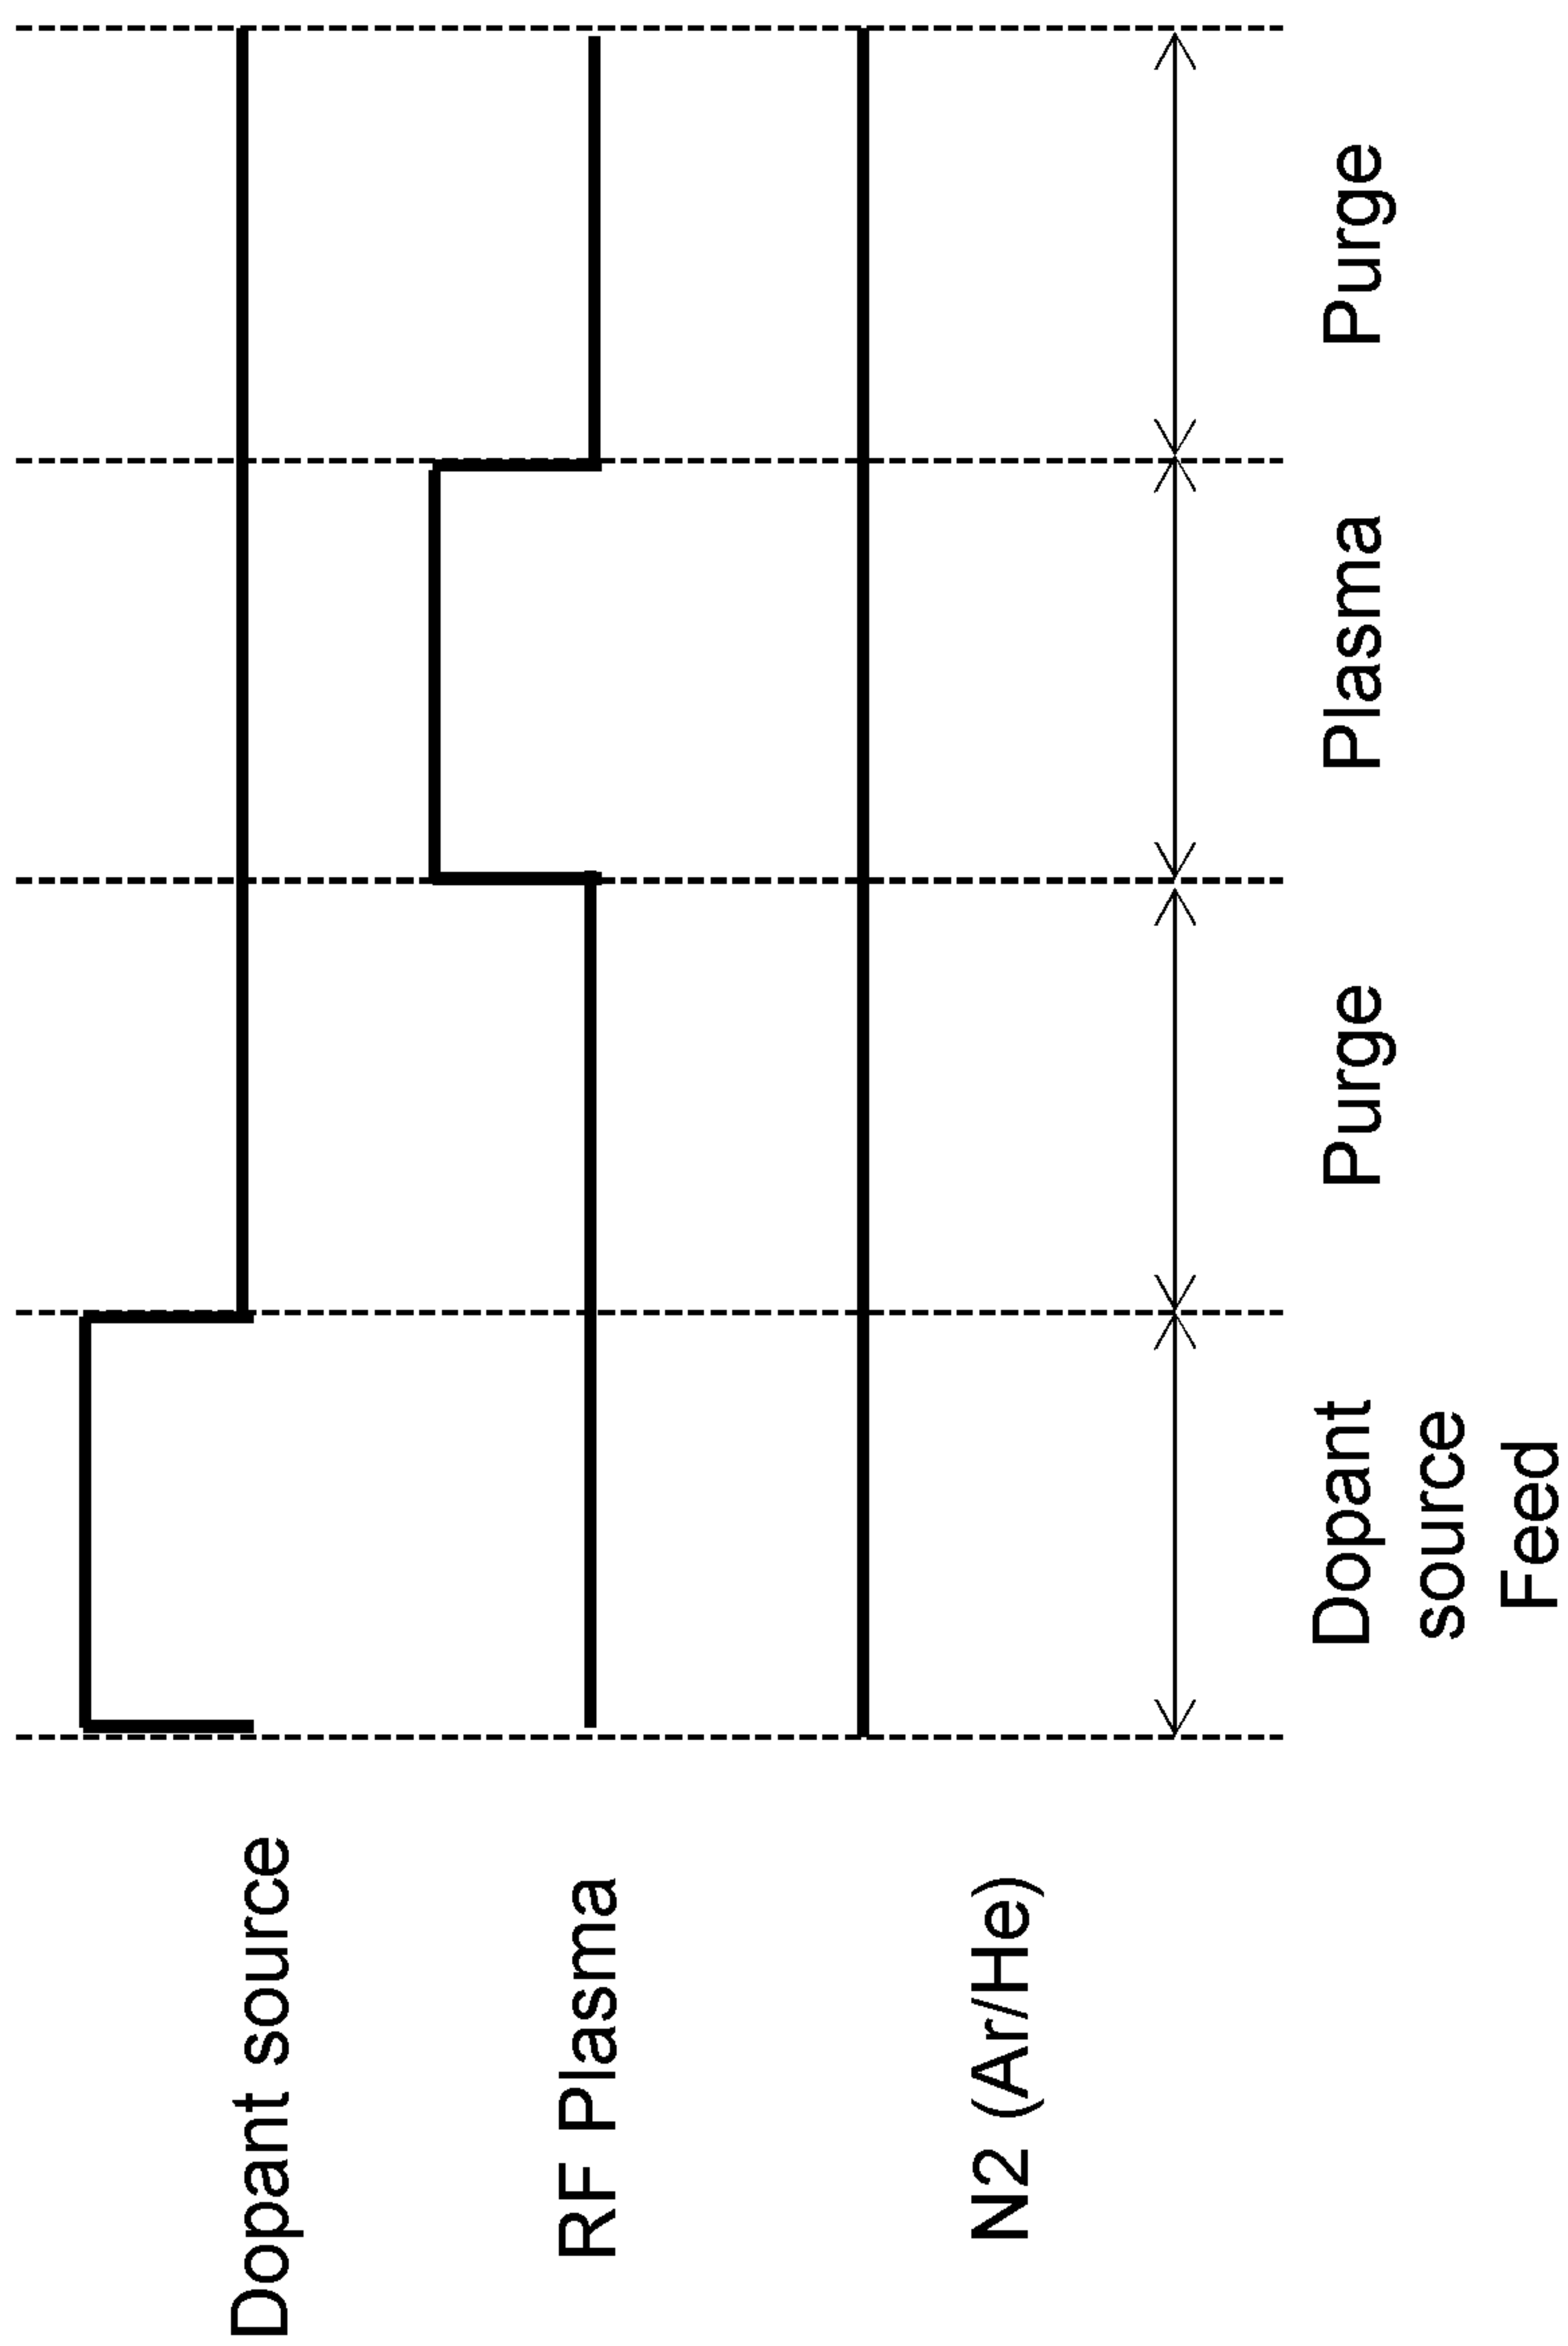 Dopant source
RF Plasma
N2 (Ar/He)
Dopant
source
Feed
Purge
Plasma
Purge